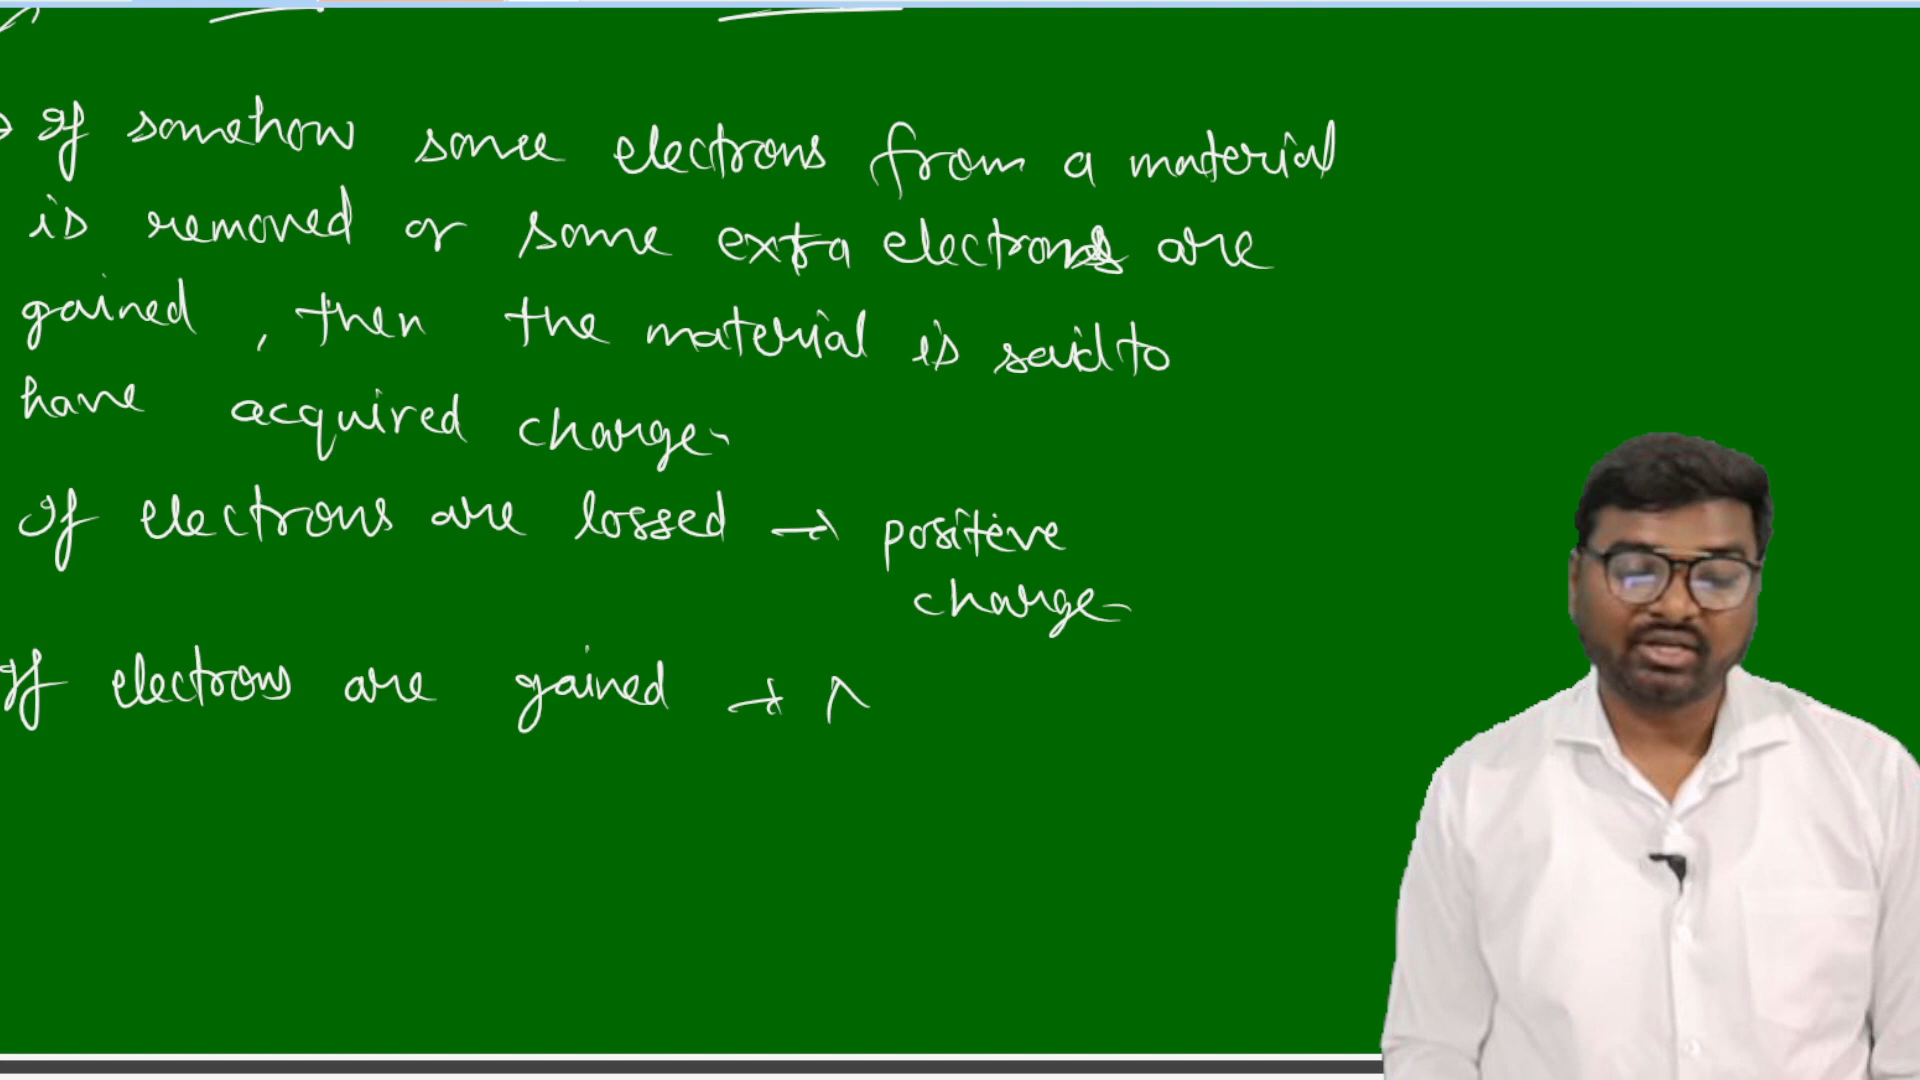 If somehow some electrons from a material
is removed or some extra electrons are
gained, then the material is said to
have acquired charge.
If electrons are lossed → positive
charge
If electrons are gained →